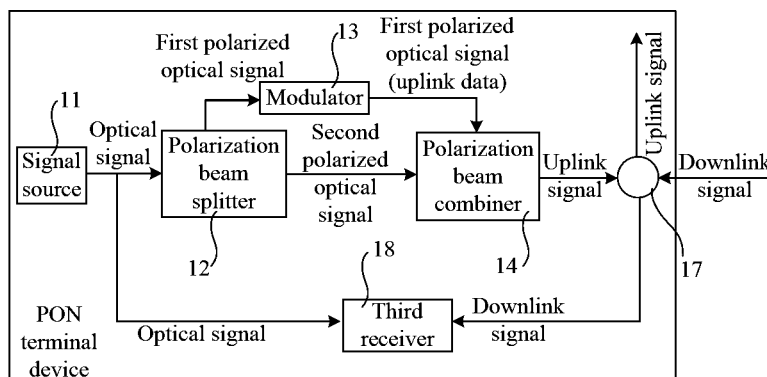 First polarized
optical signal
13
First polarized
optical signal
(uplink data)
Uplink signal
11
Optical
signal
Modulator
Signal
source
Polarization
beam
splitter
Second
polarized
optical
signal
Polarization
beam
combiner
Uplink
signal
Downlink
signal
12
14
17
18
PON
terminal
device
Optical signal
Third
receiver
Downlink
signal